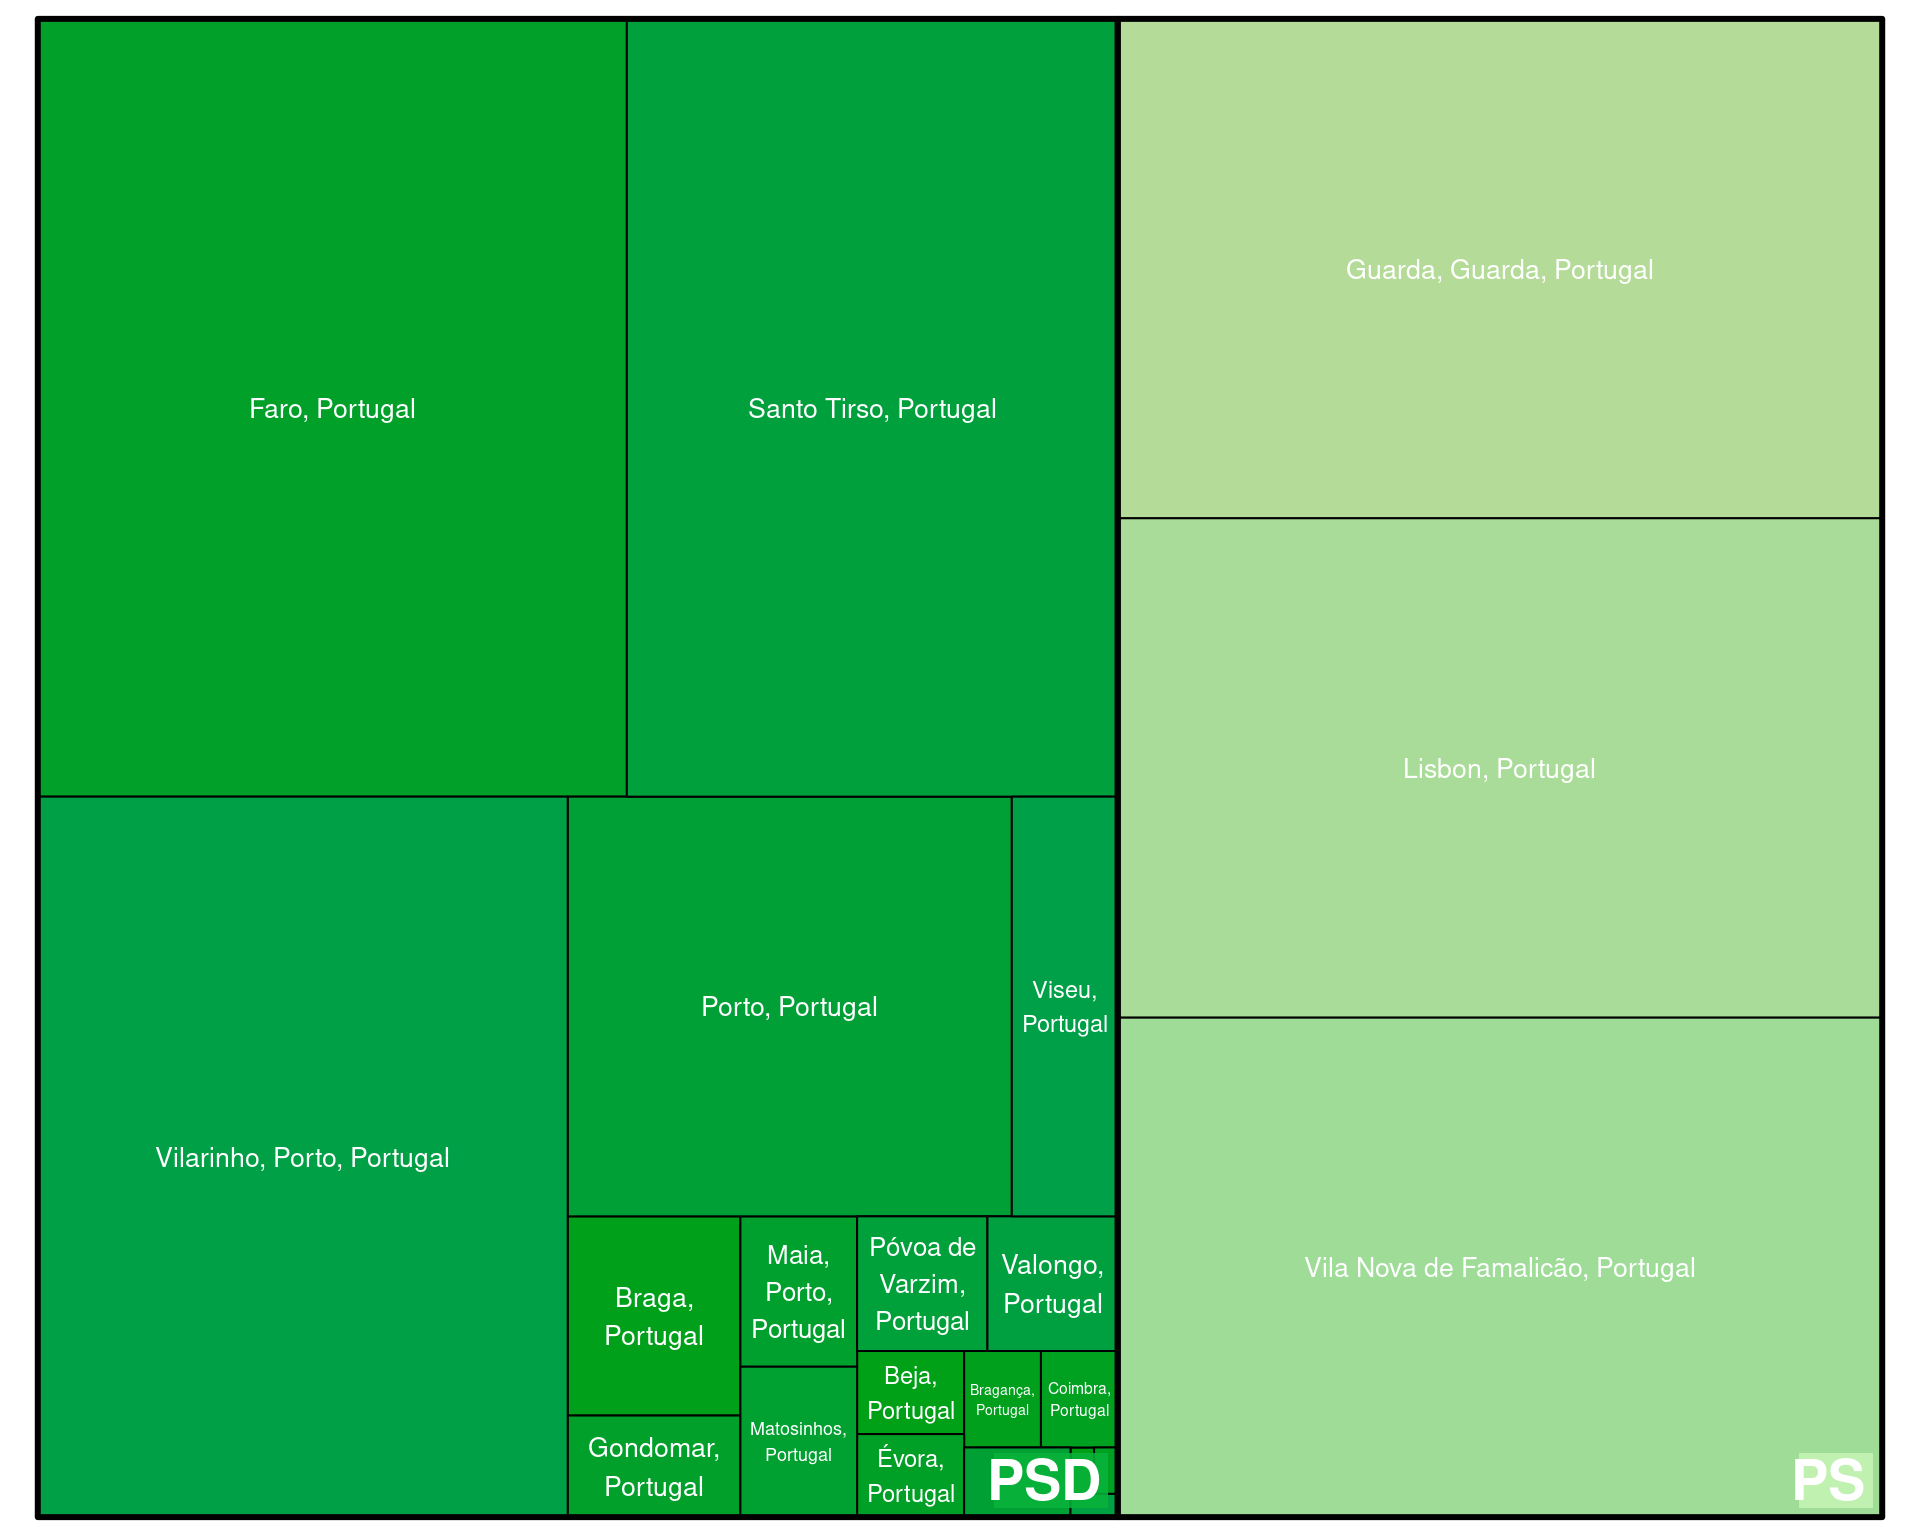 Faro, Portugal
Santo Tirso, Portugal
Guarda, Guarda, Portugal
Lisbon, Portugal
Vilarinho, Porto, Portugal
Porto, Portugal
Viseu,
Portugal
Vila Nova de Famalicão, Portugal
Braga,
Portugal
Maia,
Porto,
Portugal
Póvoa de
Varzim,
Portugal
Valongo,
Portugal
Gondomar,
Portugal
Matosinhos,
Portugal
Beja,
Portugal
Bragança,
Portugal
Coimbra,
Portugal
Évora,
Portugal
PSD
PS